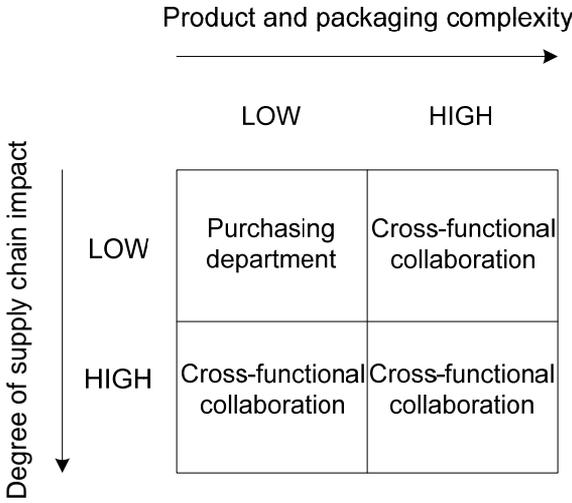 Product and packaging complexity
LOW
HIGH
Degree of supply chain impact
LOW
Purchasing
department
Cross-functional
collaboration
HIGH
Cross-functional
collaboration
Cross-functional
collaboration